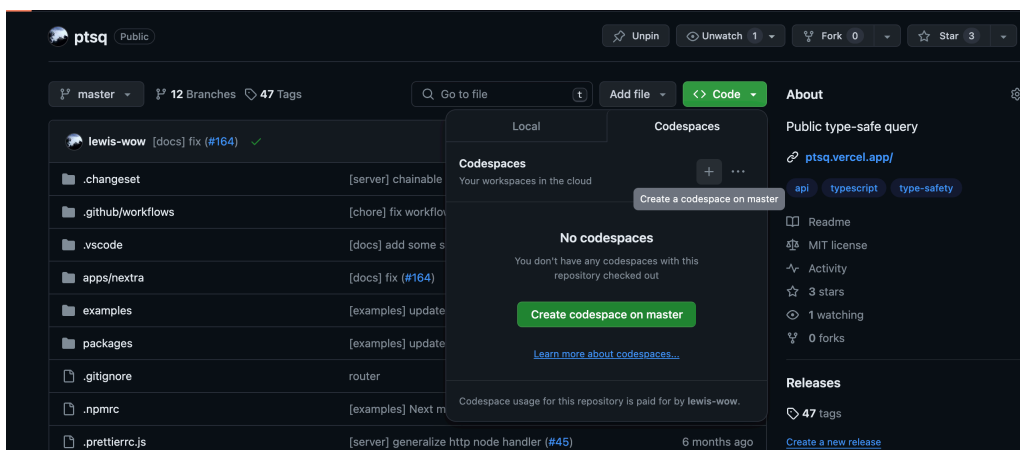 ptsq Public
Unpin
Unwatch 1
Fork 0
Star 3
master
12 Branches
47 Tags
Go to file t
Add file
<> Code
lewis-wow [docs] fix (#164)
.changeset [server] chainable
.github/workflows [chore] fix workflo
.vscode [docs] add some s
apps/nextra [docs] fix (#164)
examples [examples] update
packages [examples] update
.gitignore router
.npmrc [examples] Next m
.prettierrc.js [server] generalize http node handler (#45) 6 months ago
Local
Codespaces
Codespaces
Your workspaces in the cloud
Create a codespace on master
No codespaces
You don't have any codespaces with this
repository checked out
Create codespace on master
Learn more about codespaces...
Codespace usage for this repository is paid for by lewis-wow.
About
Public type-safe query
ptsq.vercel.app/
api typescript type-safety
Readme
MIT license
Activity
3 stars
1 watching
0 forks
Releases
47 tags
Create a new release